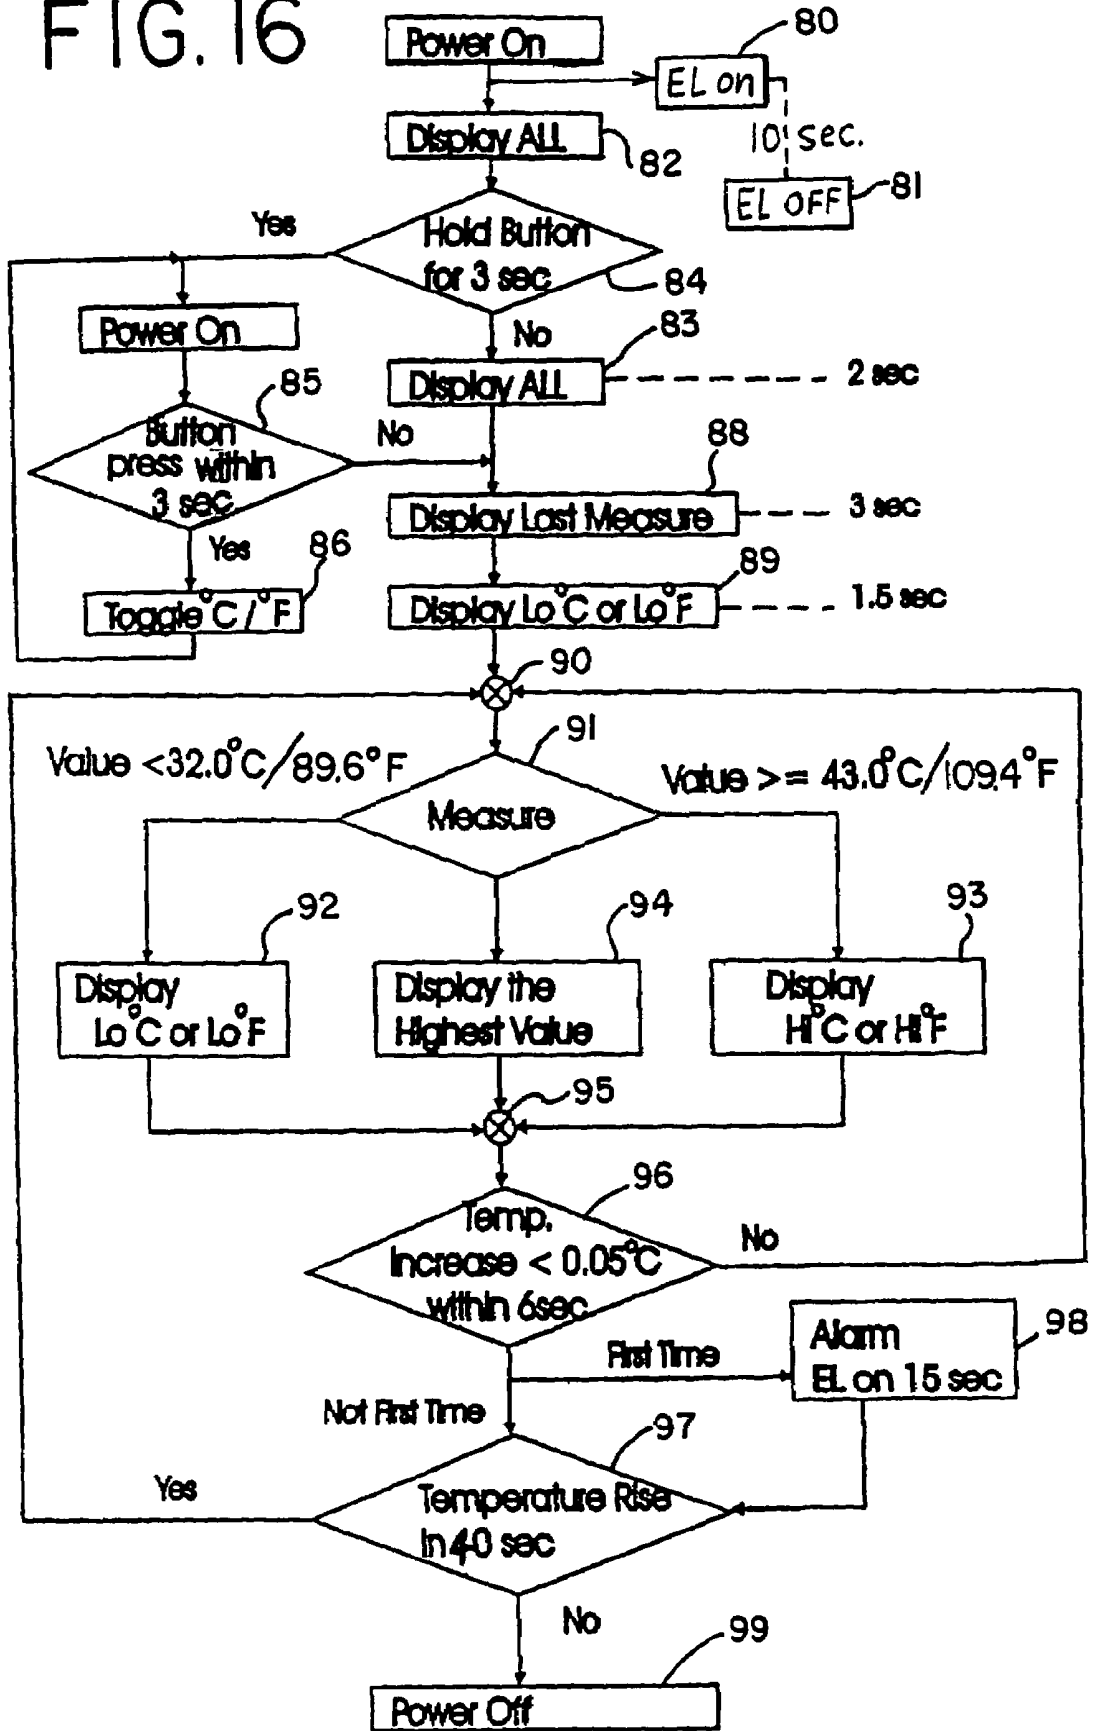 FIG. 16
Power On
80
EL on
10 sec.
Display ALL
82
81
EL OFF
Yes
Hold Button
for 3 sec
84
Power On
No
83
Display ALL
2 sec
85
Button
press within
3 sec
No
88
Display Last Measure
3 sec
Yes
86
89
Toggle °C / °F
Display Lo °C or Lo °F
1.5 sec
90
91
Value <32.0°C/89.6°F
Value >= 43.0°C/109.4°F
Measure
92
94
93
Display
Lo °C or Lo °F
Display the
Highest Value
Display
Hi °C or Hi °F
95
96
Temp.
Increase < 0.05°C
within 6sec
No
First Time
Alarm
EL on 15 sec
98
Not First Time
97
Yes
Temperature Rise
in 40 sec
No
99
Power Off